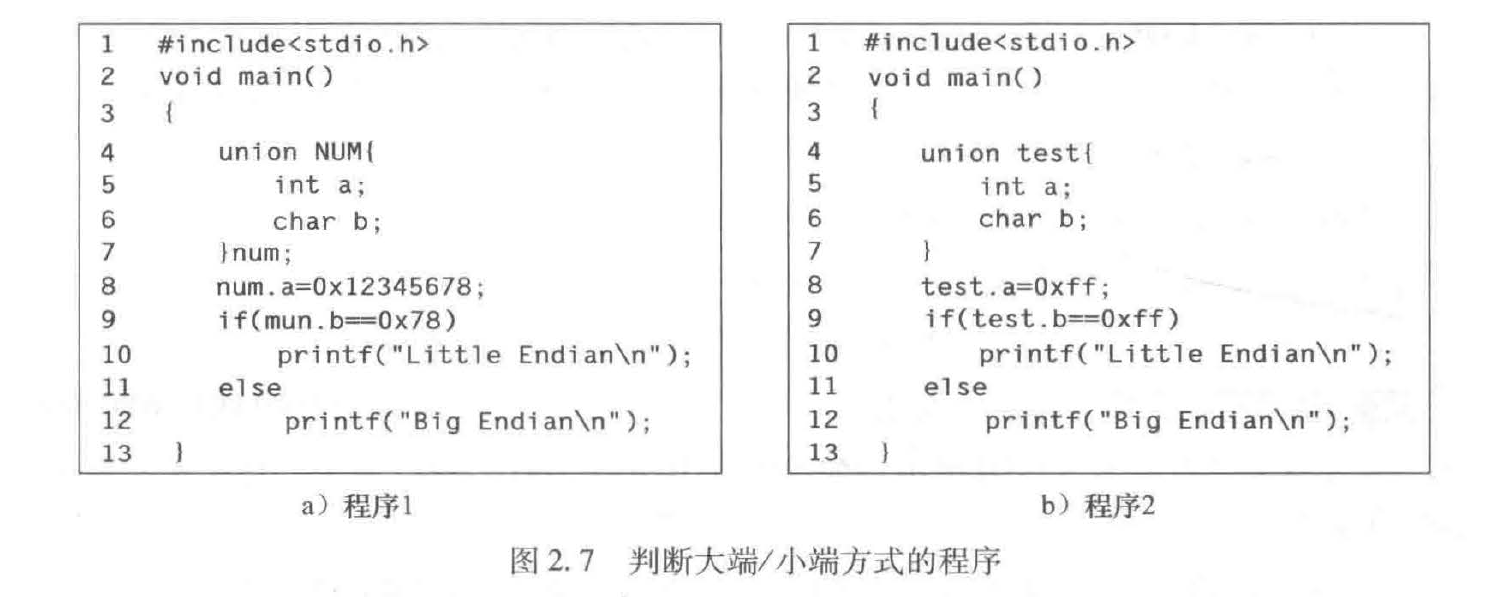 1 #include<stdio.h>
2 void main()
3 {
4 union NUM{
5 int a;
6 char b;
7 }num;
8 num.a=0x12345678;
9 if(mun.b==0x78)
10 printf("Little Endian\n");
11 else
12 printf("Big Endian\n");
13 }
a）程序1
1 #include<stdio.h>
2 void main()
3 {
4 union test{
5 int a;
6 char b;
7 }
8 test.a=0xff;
9 if(test.b==0xff)
10 printf("Little Endian\n");
11 else
12 printf("Big Endian\n");
13 }
b）程序2
图 2.7 判断大端/小端方式的程序